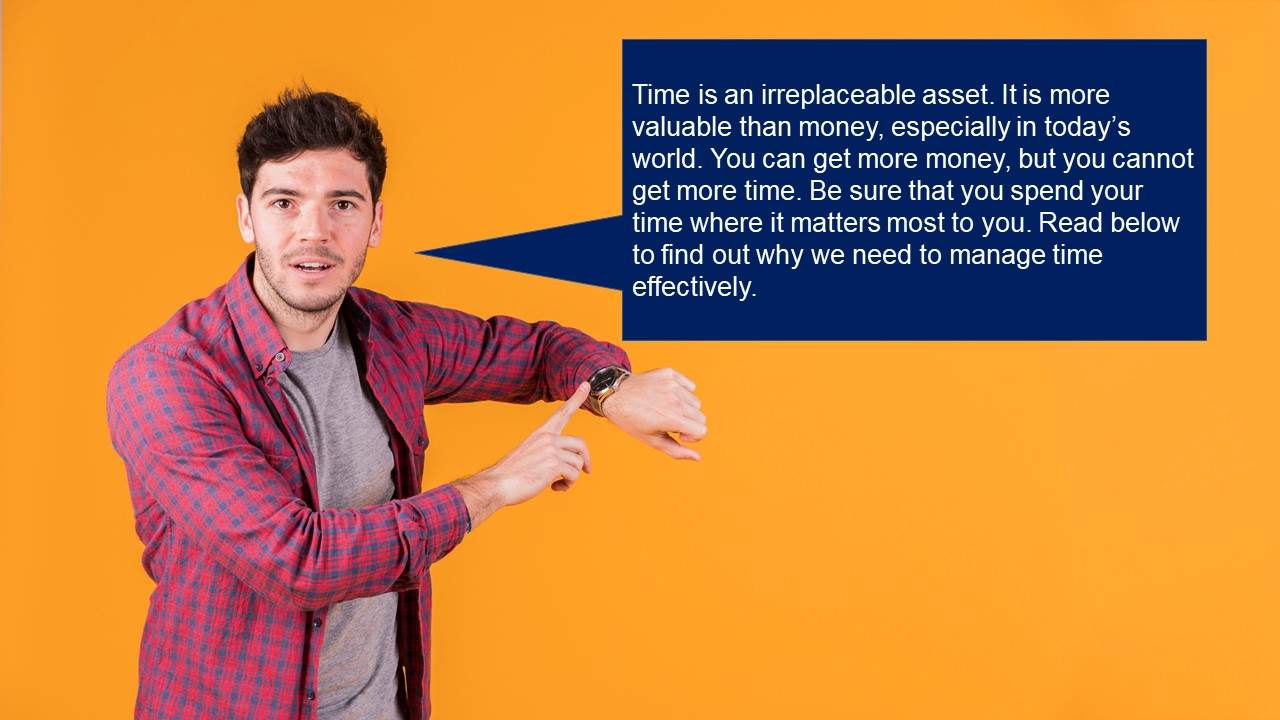 Time is an irreplaceable asset. It is more
valuable than money, especially in today’s
world. You can get more money, but you cannot
get more time. Be sure that you spend your
time where it matters most to you. Read below
to find out why we need to manage time
effectively.